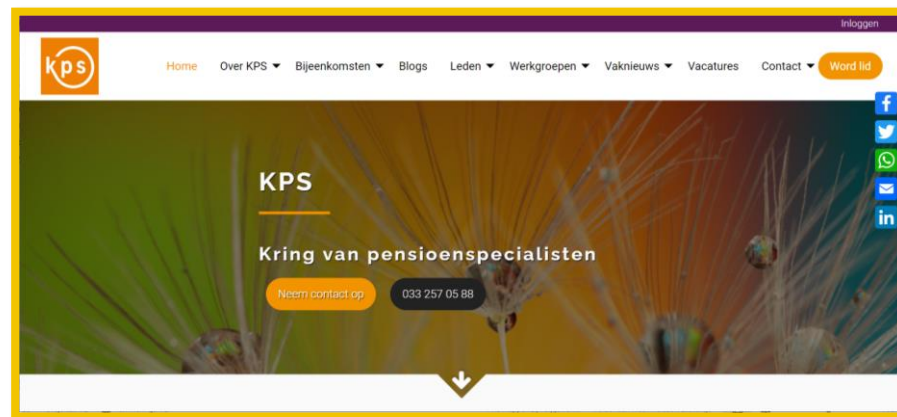 Inloggen
kps
Home Over KPS Bijeenkomsten Blogs Leden Werkgroepen Vaknieuws Vacatures Contact Word lid
KPS
Kring van pensioenspecialisten
Neem contact op 033 257 05 88